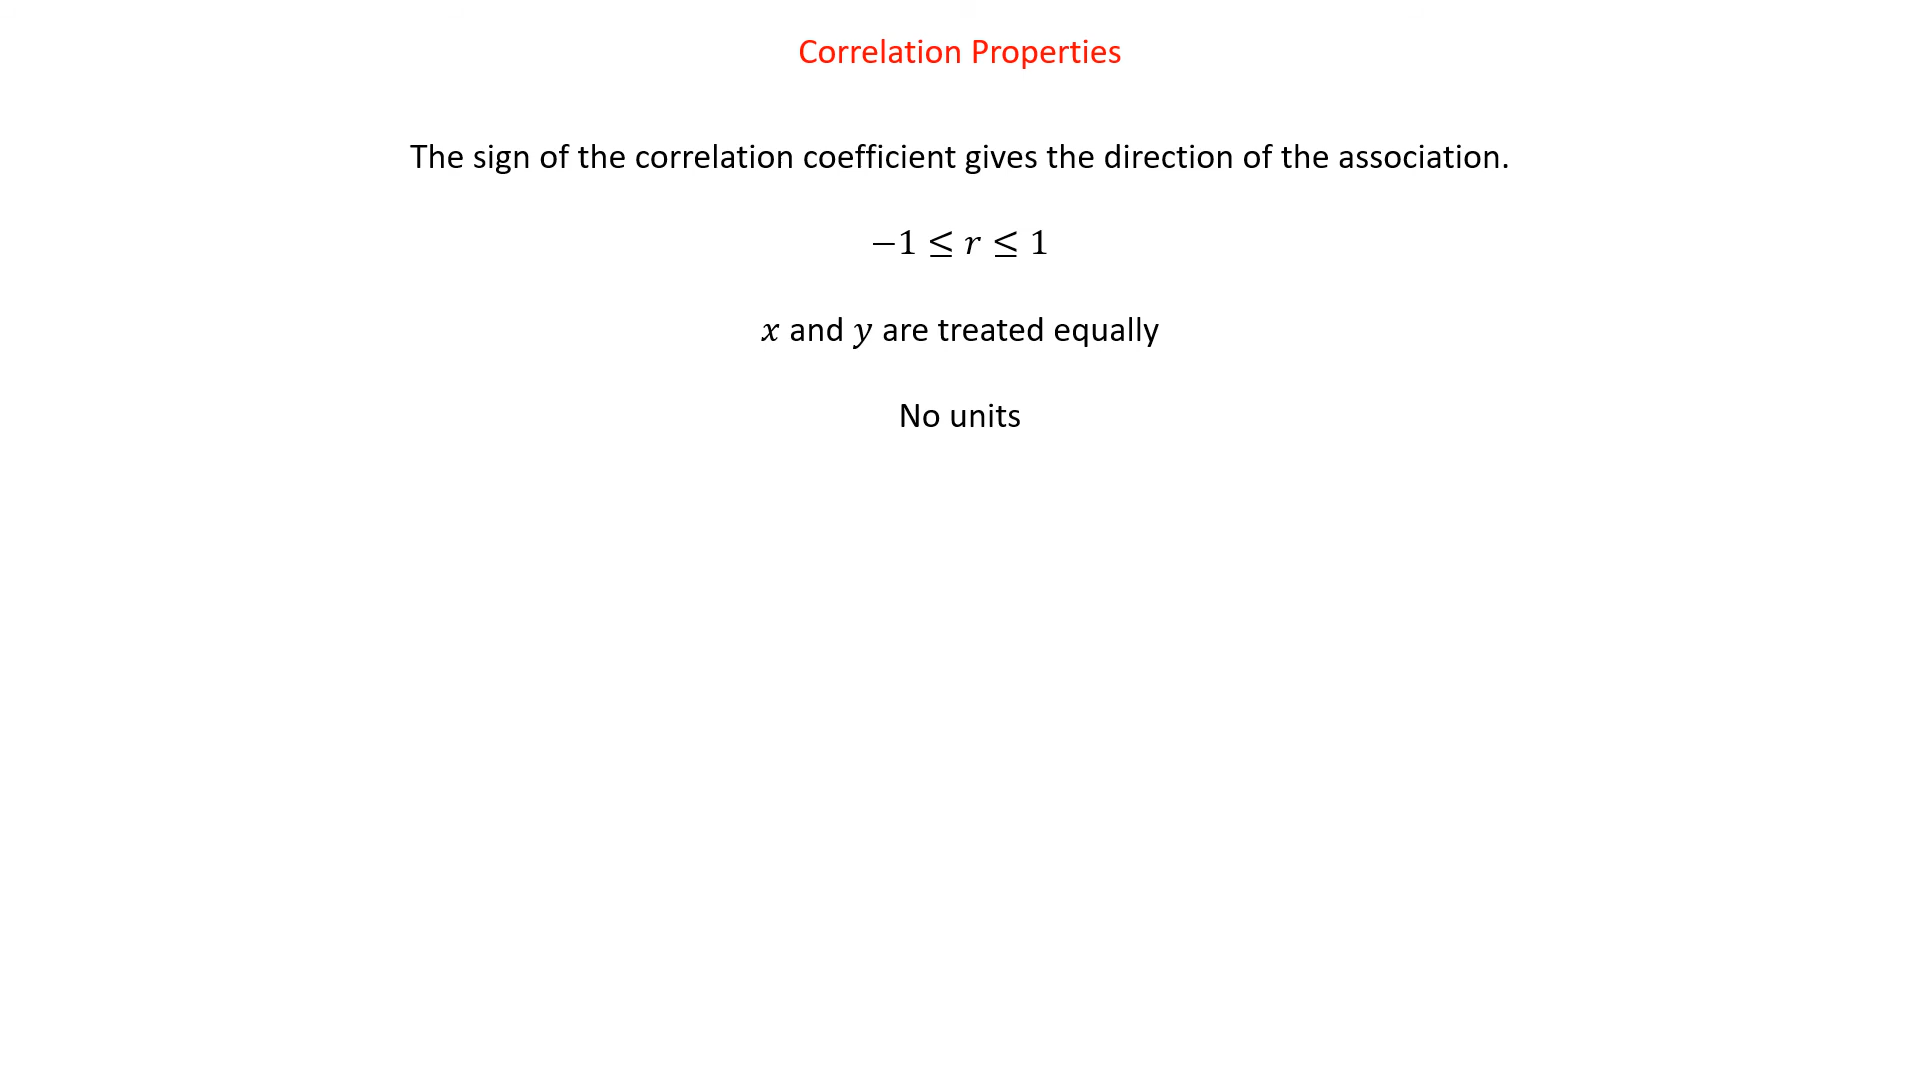 Correlation Properties
The sign of the correlation coefficient gives the direction of the association.
−1 ≤ r ≤ 1
x and y are treated equally
No units